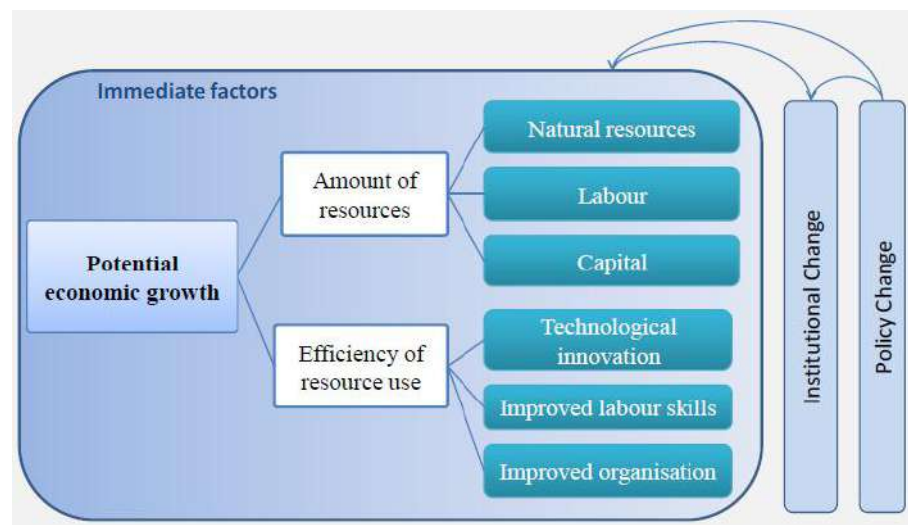 Immediate factors
Natural resources
Amount of
resources
Labour
Capital
Potential
economic growth
Efficiency of
resource use
Technological
innovation
Improved labour skills
Improved organisation
Institutional Change
Policy Change